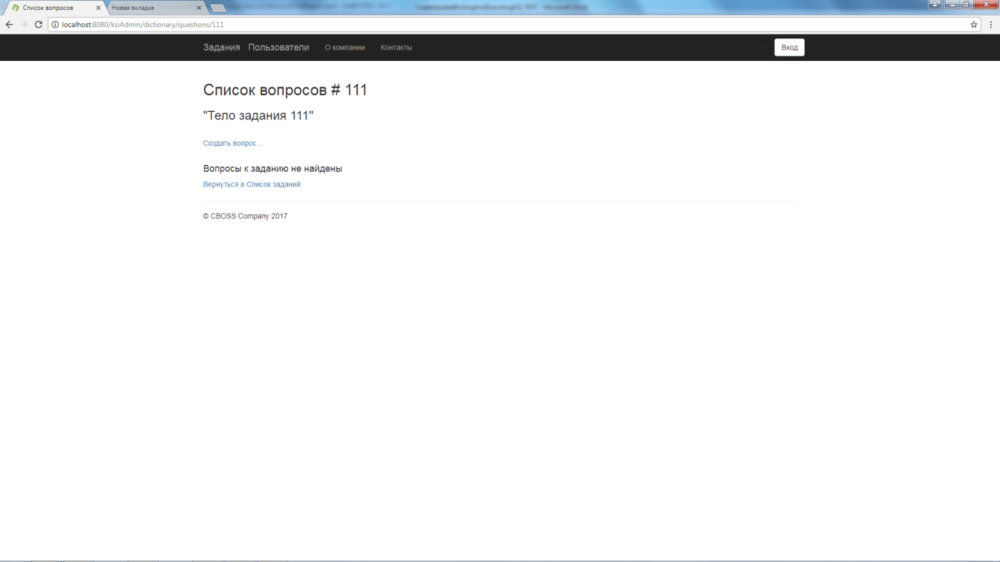 Список вопросов
Новая вкладка
localhost:8080/ksiAdmin/dictionary/questions/111
Задания Пользователи О компании Контакты Вход
Список вопросов # 111
"Тело задания 111"
Создать вопрос...
Вопросы к заданию не найдены
Вернуться в Список заданий
© CBOSS Company 2017